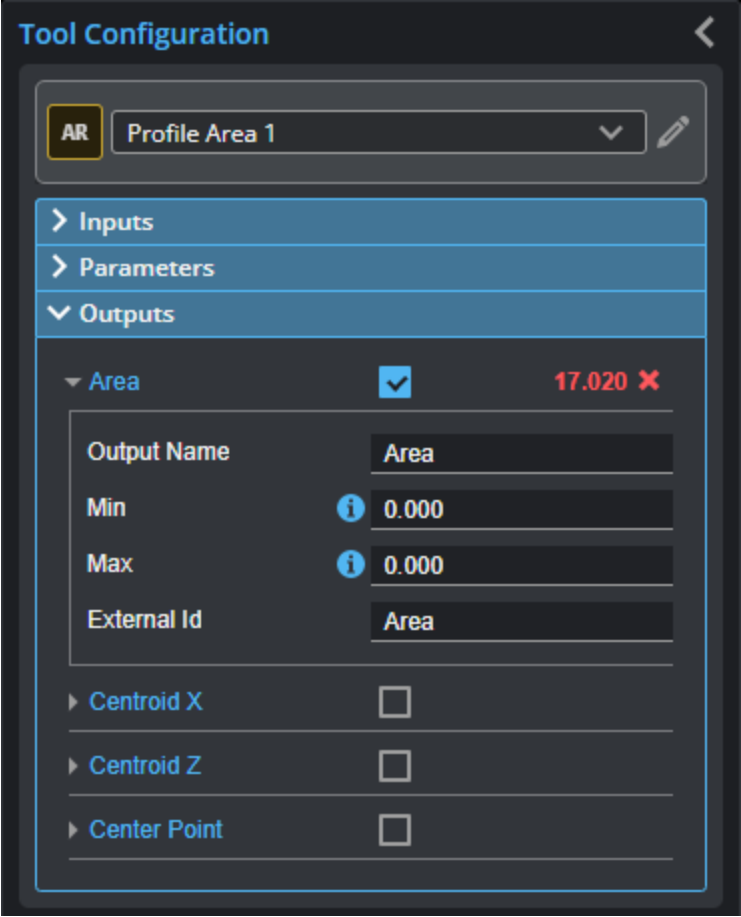 Tool Configuration
AR Profile Area 1
Inputs
Parameters
Outputs
Area 17.020
Output Name Area
Min 0.000
Max 0.000
External Id Area
Centroid X
Centroid Z
Center Point